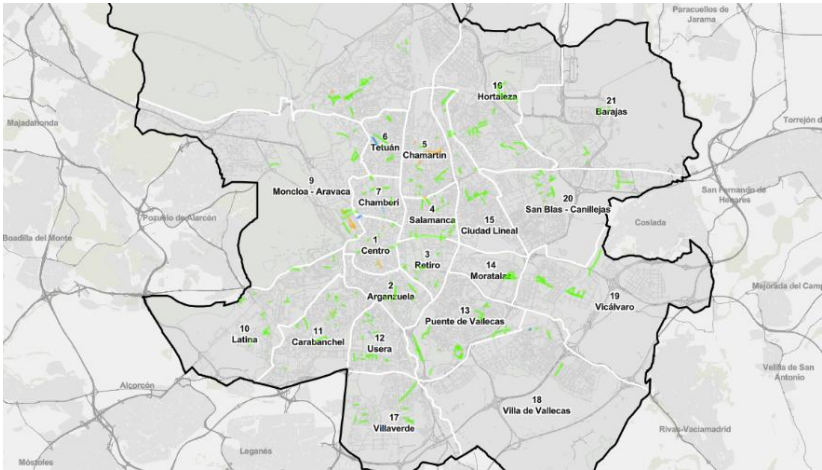 Paracuellos de
Jarama
16
Hortaleza
21
Barajas
Majadahonda
Torrejón d
6
Tetuán
5
Chamartín
9
Moncloa - Aravaca
7
Chamberí
4
Salamanca
20
San Blas - Canillejas
San Fernando de
Henares
Pozuelo de Alarcón
15
Ciudad Lineal
Coslada
Boadilla del Monte
1
Centro
3
Retiro
14
Moratalaz
2
Arganzuela
Mejorada del Camp
19
Vicálvaro
13
Puente de Vallecas
10
Latina
11
Carabanchel
12
Usera
Velilla de San
Antonio
Alcorcón
18
Villa de Vallecas
17
Villaverde
Rivas-Vaciamadrid
Leganés
Móstoles